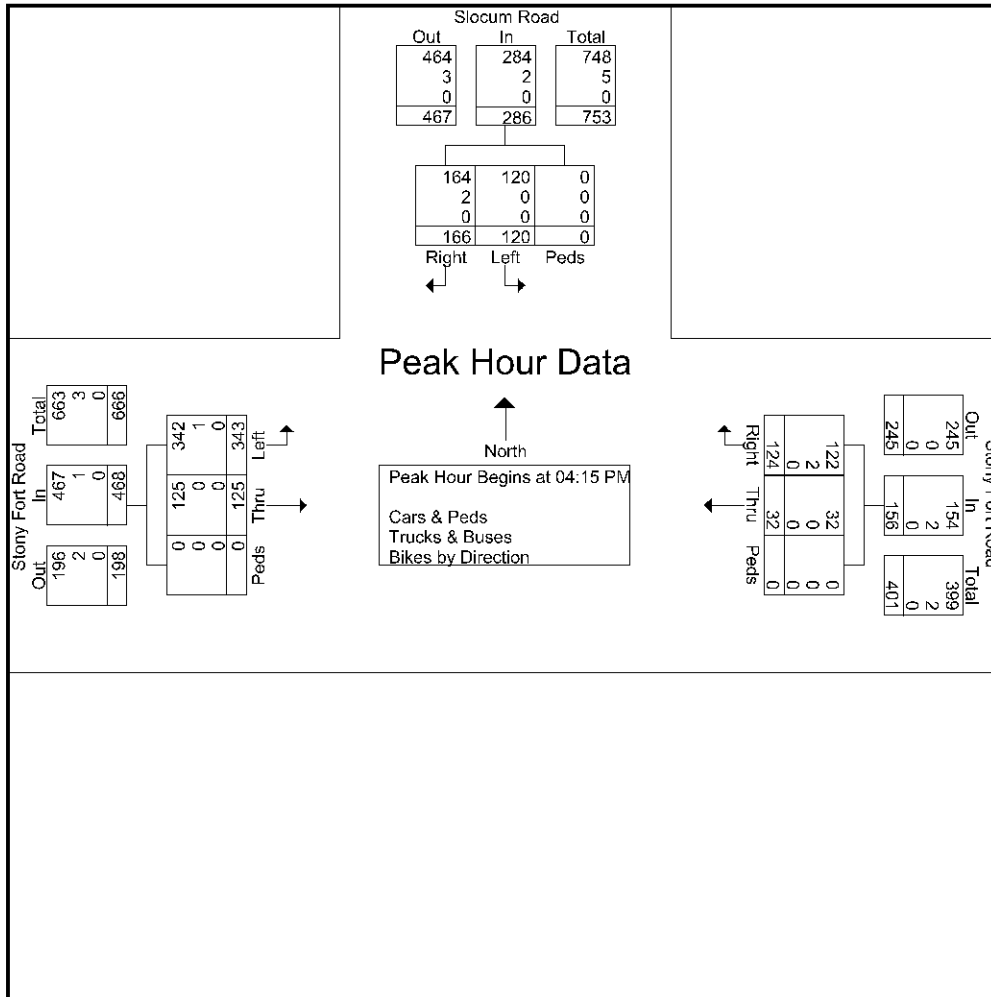 Slocum Road
Out In Total
464 284 748
3 2 5
0 0 0
467 286 753
164 120 0
2 0 0
0 0 0
166 120 0
Right Left Peds
Peak Hour Data
North
Peak Hour Begins at 04:15 PM
Cars & Peds
Trucks & Buses
Bikes by Direction
Stony Fort Road
Out In Total
196 467 663
2 1 3
0 0 0
198 468 666
Peds Thru Left
0 125 342
0 0 1
0 0 0
0 125 343
Right Thru Peds
122 32 0
2 0 0
0 0 0
124 32 0
Stony Fort Road
Out In Total
245 154 399
0 2 2
0 0 0
245 156 401